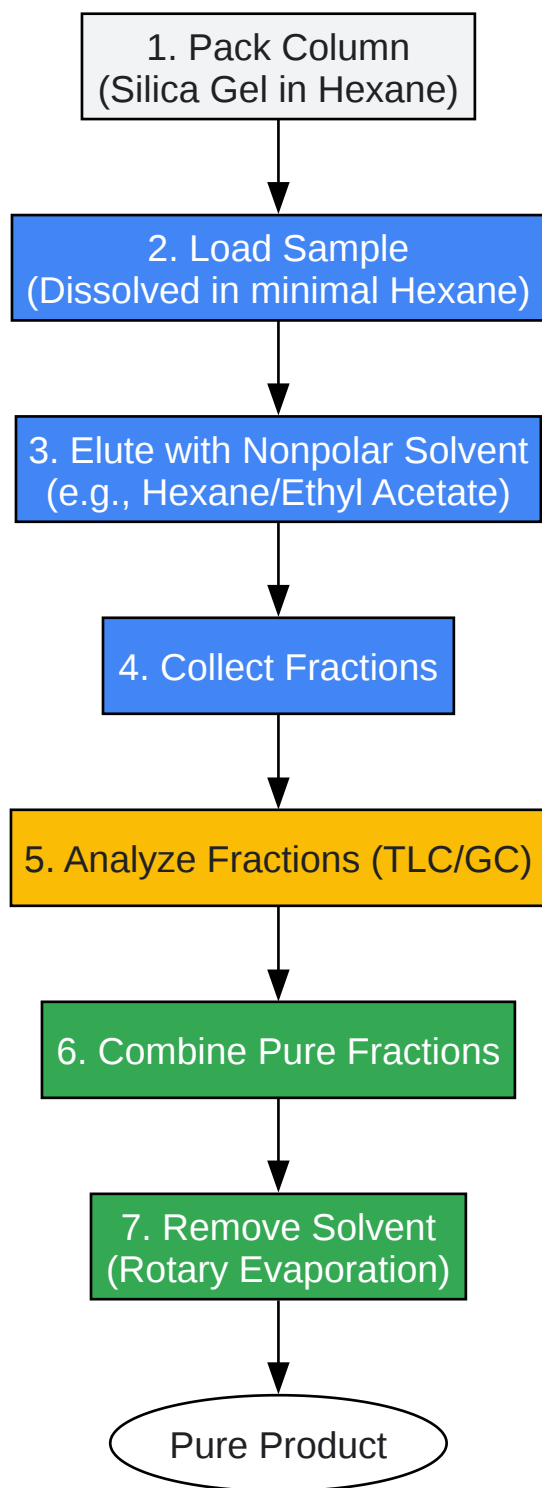 1. Pack Column
(Silica Gel in Hexane)
2. Load Sample
(Dissolved in minimal Hexane)
3. Elute with Nonpolar Solvent
(e.g., Hexane/Ethyl Acetate)
4. Collect Fractions
5. Analyze Fractions (TLC/GC)
6. Combine Pure Fractions
7. Remove Solvent
(Rotary Evaporation)
Pure Product